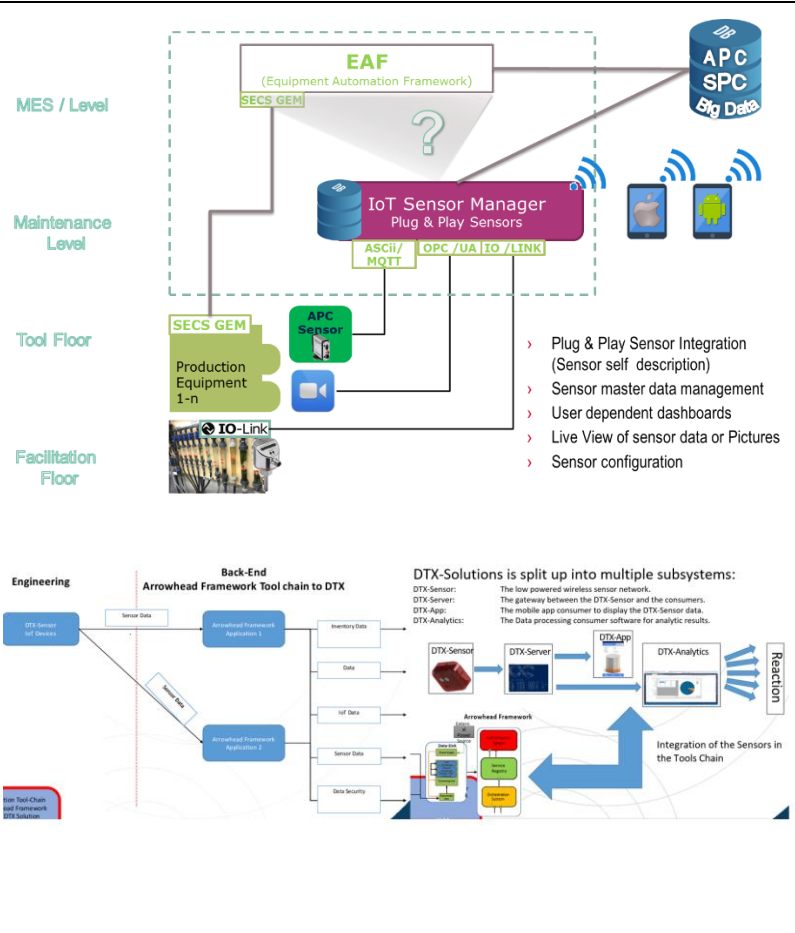 EAF
(Equipment Automation Framework)
SECS GEM
DB
APC
SPC
Big Data
MES / Level
?
DB
IoT Sensor Manager
Plug & Play Sensors
ASCii/
MQTT
OPC /UA
IO /LINK
Maintenance
Level
Tool Floor
SECS GEM
Production
Equipment
1-n
APC
Sensor
› Plug & Play Sensor Integration
(Sensor self description)
› Sensor master data management
› User dependent dashboards
› Live View of sensor data or Pictures
› Sensor configuration
IO-Link
Facilitation
Floor
Engineering
Back-End
Arrowhead Framework Tool chain to DTX
DTX-Sensor
IoT Devices
Sensor Data
Arrowhead Framework
Application 1
Sensor Data
Arrowhead Framework
Application 2
Inventory Data
Data
IoT Data
Sensor Data
Data Security
tion Tool-Chain
ead Framework
DTX Solution
DTX-Solutions is split up into multiple subsystems:
DTX-Sensor: The low powered wireless sensor network.
DTX-Server: The gateway between the DTX-Sensor and the consumers.
DTX-App: The mobile app consumer to display the DTX-Sensor data.
DTX-Analytics: The Data processing consumer software for analytic results.
DTX-Sensor
DTX-Server
DTX-App
DTX-Analytics
Reaction
Arrowhead Framework
Service
Registry
Orchestration
System
Integration of the Sensors in
the Tools Chain